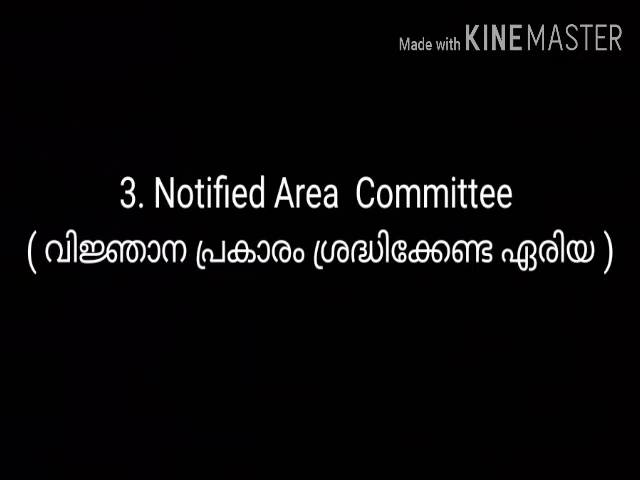 Made with KINEMASTER
3. Notified Area Committee
( വിജ്ഞാന പ്രകാരം ശ്രദ്ധിക്കേണ്ട ഏരിയ )